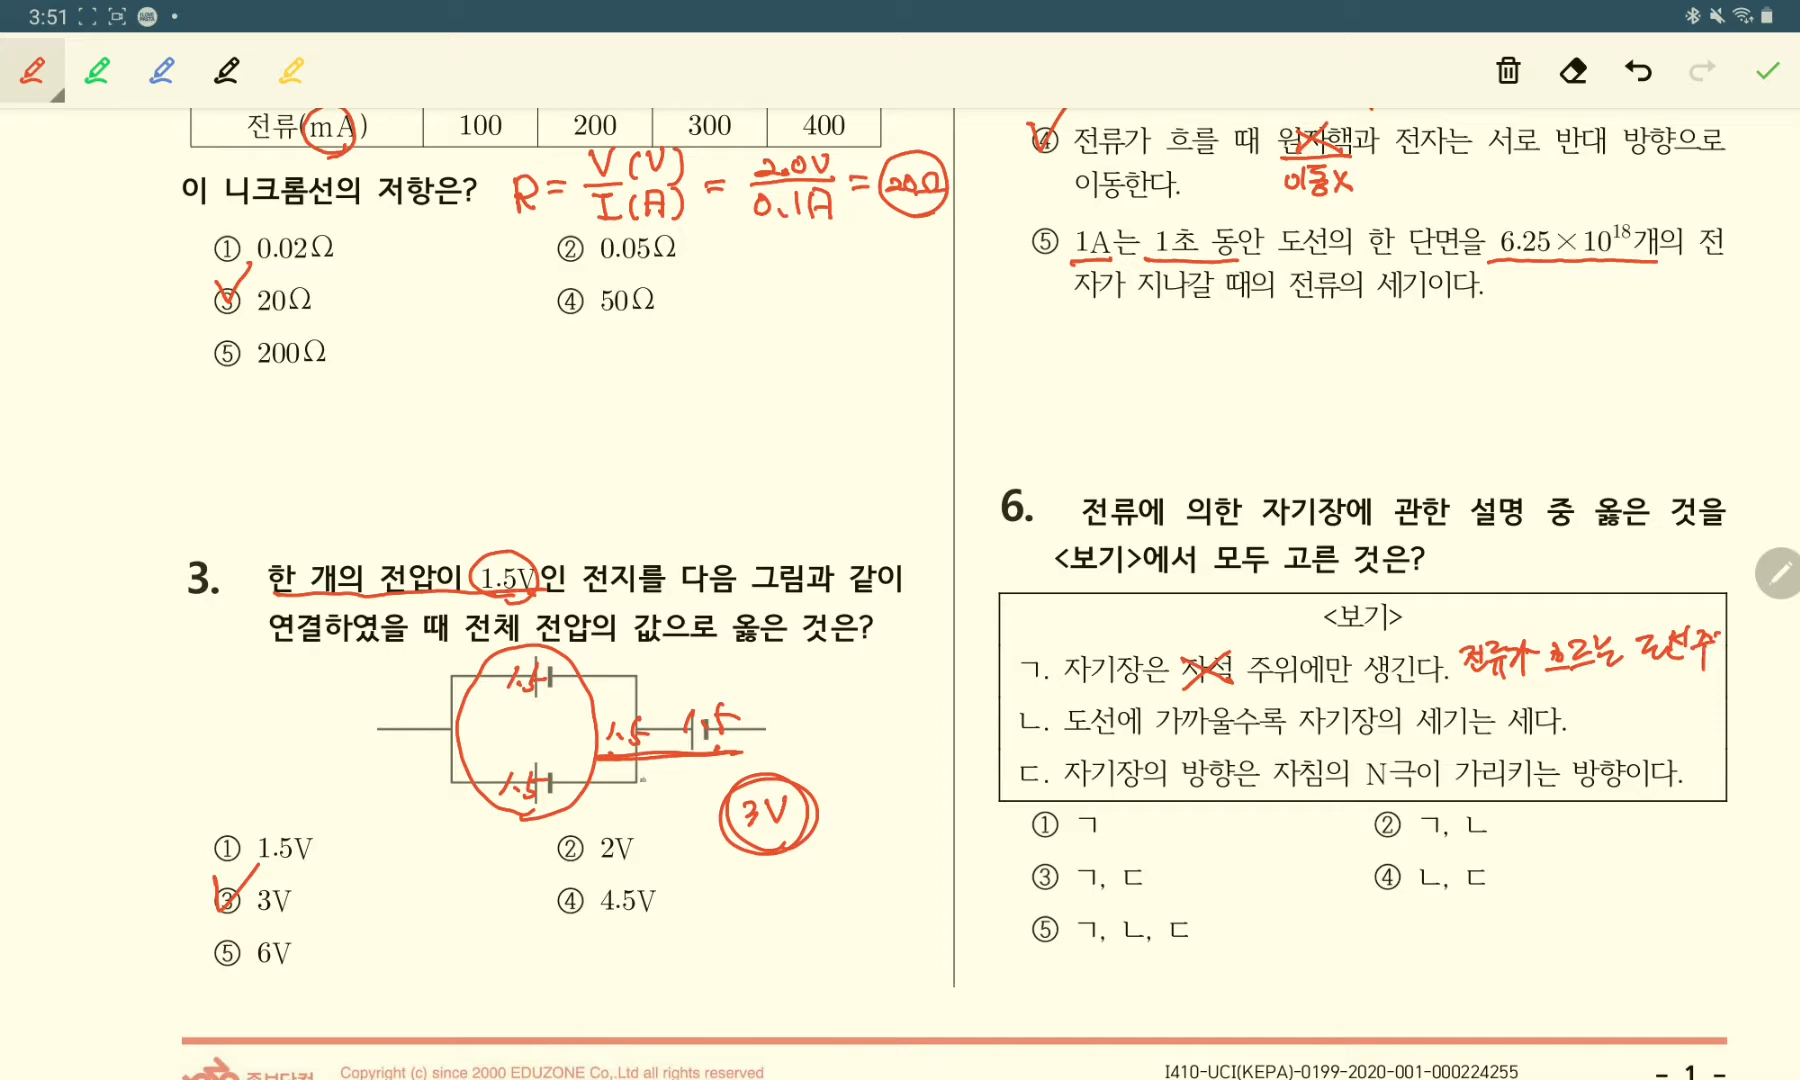 3:51
전류(mA) 100 200 300 400
이 니크롬선의 저항은?
R = V(V) / I(A) = 2.0V / 0.1A = 20Ω
① 0.02Ω ② 0.05Ω
③ 20Ω ④ 50Ω
⑤ 200Ω
3. 한 개의 전압이 1.5V인 전지를 다음 그림과 같이
연결하였을 때 전체 전압의 값으로 옳은 것은?
1.5
1.5 1.5
1.5
3V
① 1.5V ② 2V
③ 3V ④ 4.5V
⑤ 6V
④ 전류가 흐를 때 원자핵과 전자는 서로 반대 방향으로
이동한다. 이동X
⑤ 1A는 1초 동안 도선의 한 단면을 6.25×10¹⁸개의 전
자가 지나갈 때의 전류의 세기이다.
6. 전류에 의한 자기장에 관한 설명 중 옳은 것을
<보기>에서 모두 고른 것은?
<보기>
ㄱ. 자기장은 자석 주위에만 생긴다. 전류가 흐르는 도선주
ㄴ. 도선에 가까울수록 자기장의 세기는 세다.
ㄷ. 자기장의 방향은 자침의 N극이 가리키는 방향이다.
① ㄱ ② ㄱ, ㄴ
③ ㄱ, ㄷ ④ ㄴ, ㄷ
⑤ ㄱ, ㄴ, ㄷ
Copyright (c) since 2000 EDUZONE Co,.Ltd all rights reserved
I410-UCI(KEPA)-0199-2020-001-000224255
- 1 -